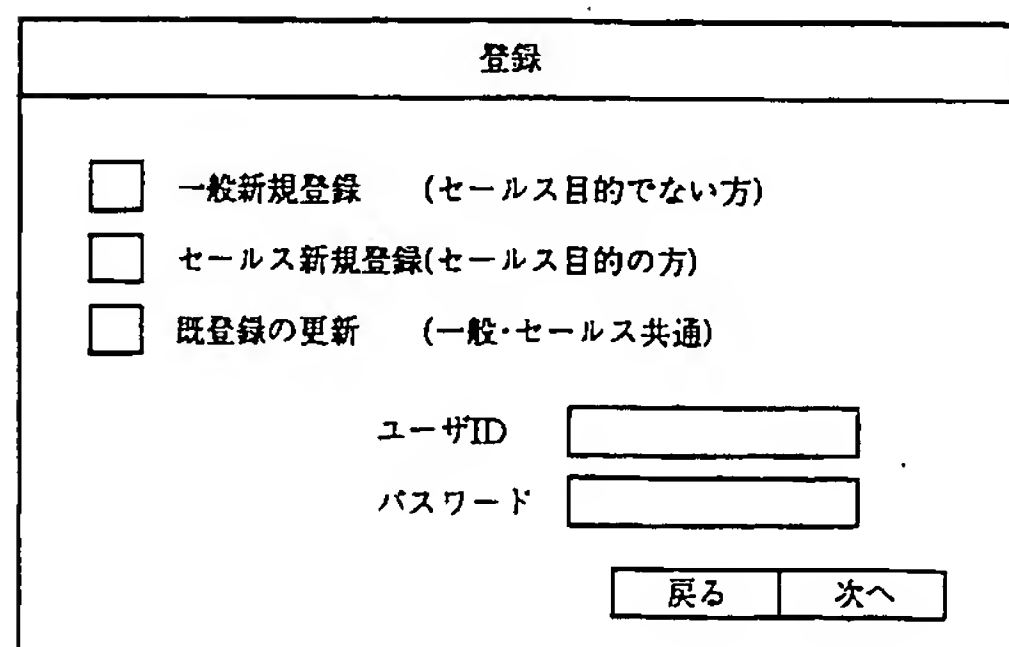 登録
一般新規登録 (セールス目的でない方)
セールス新規登録(セールス目的の方)
既登録の更新 (一般・セールス共通)
ユーザID
パスワード
戻る 次へ